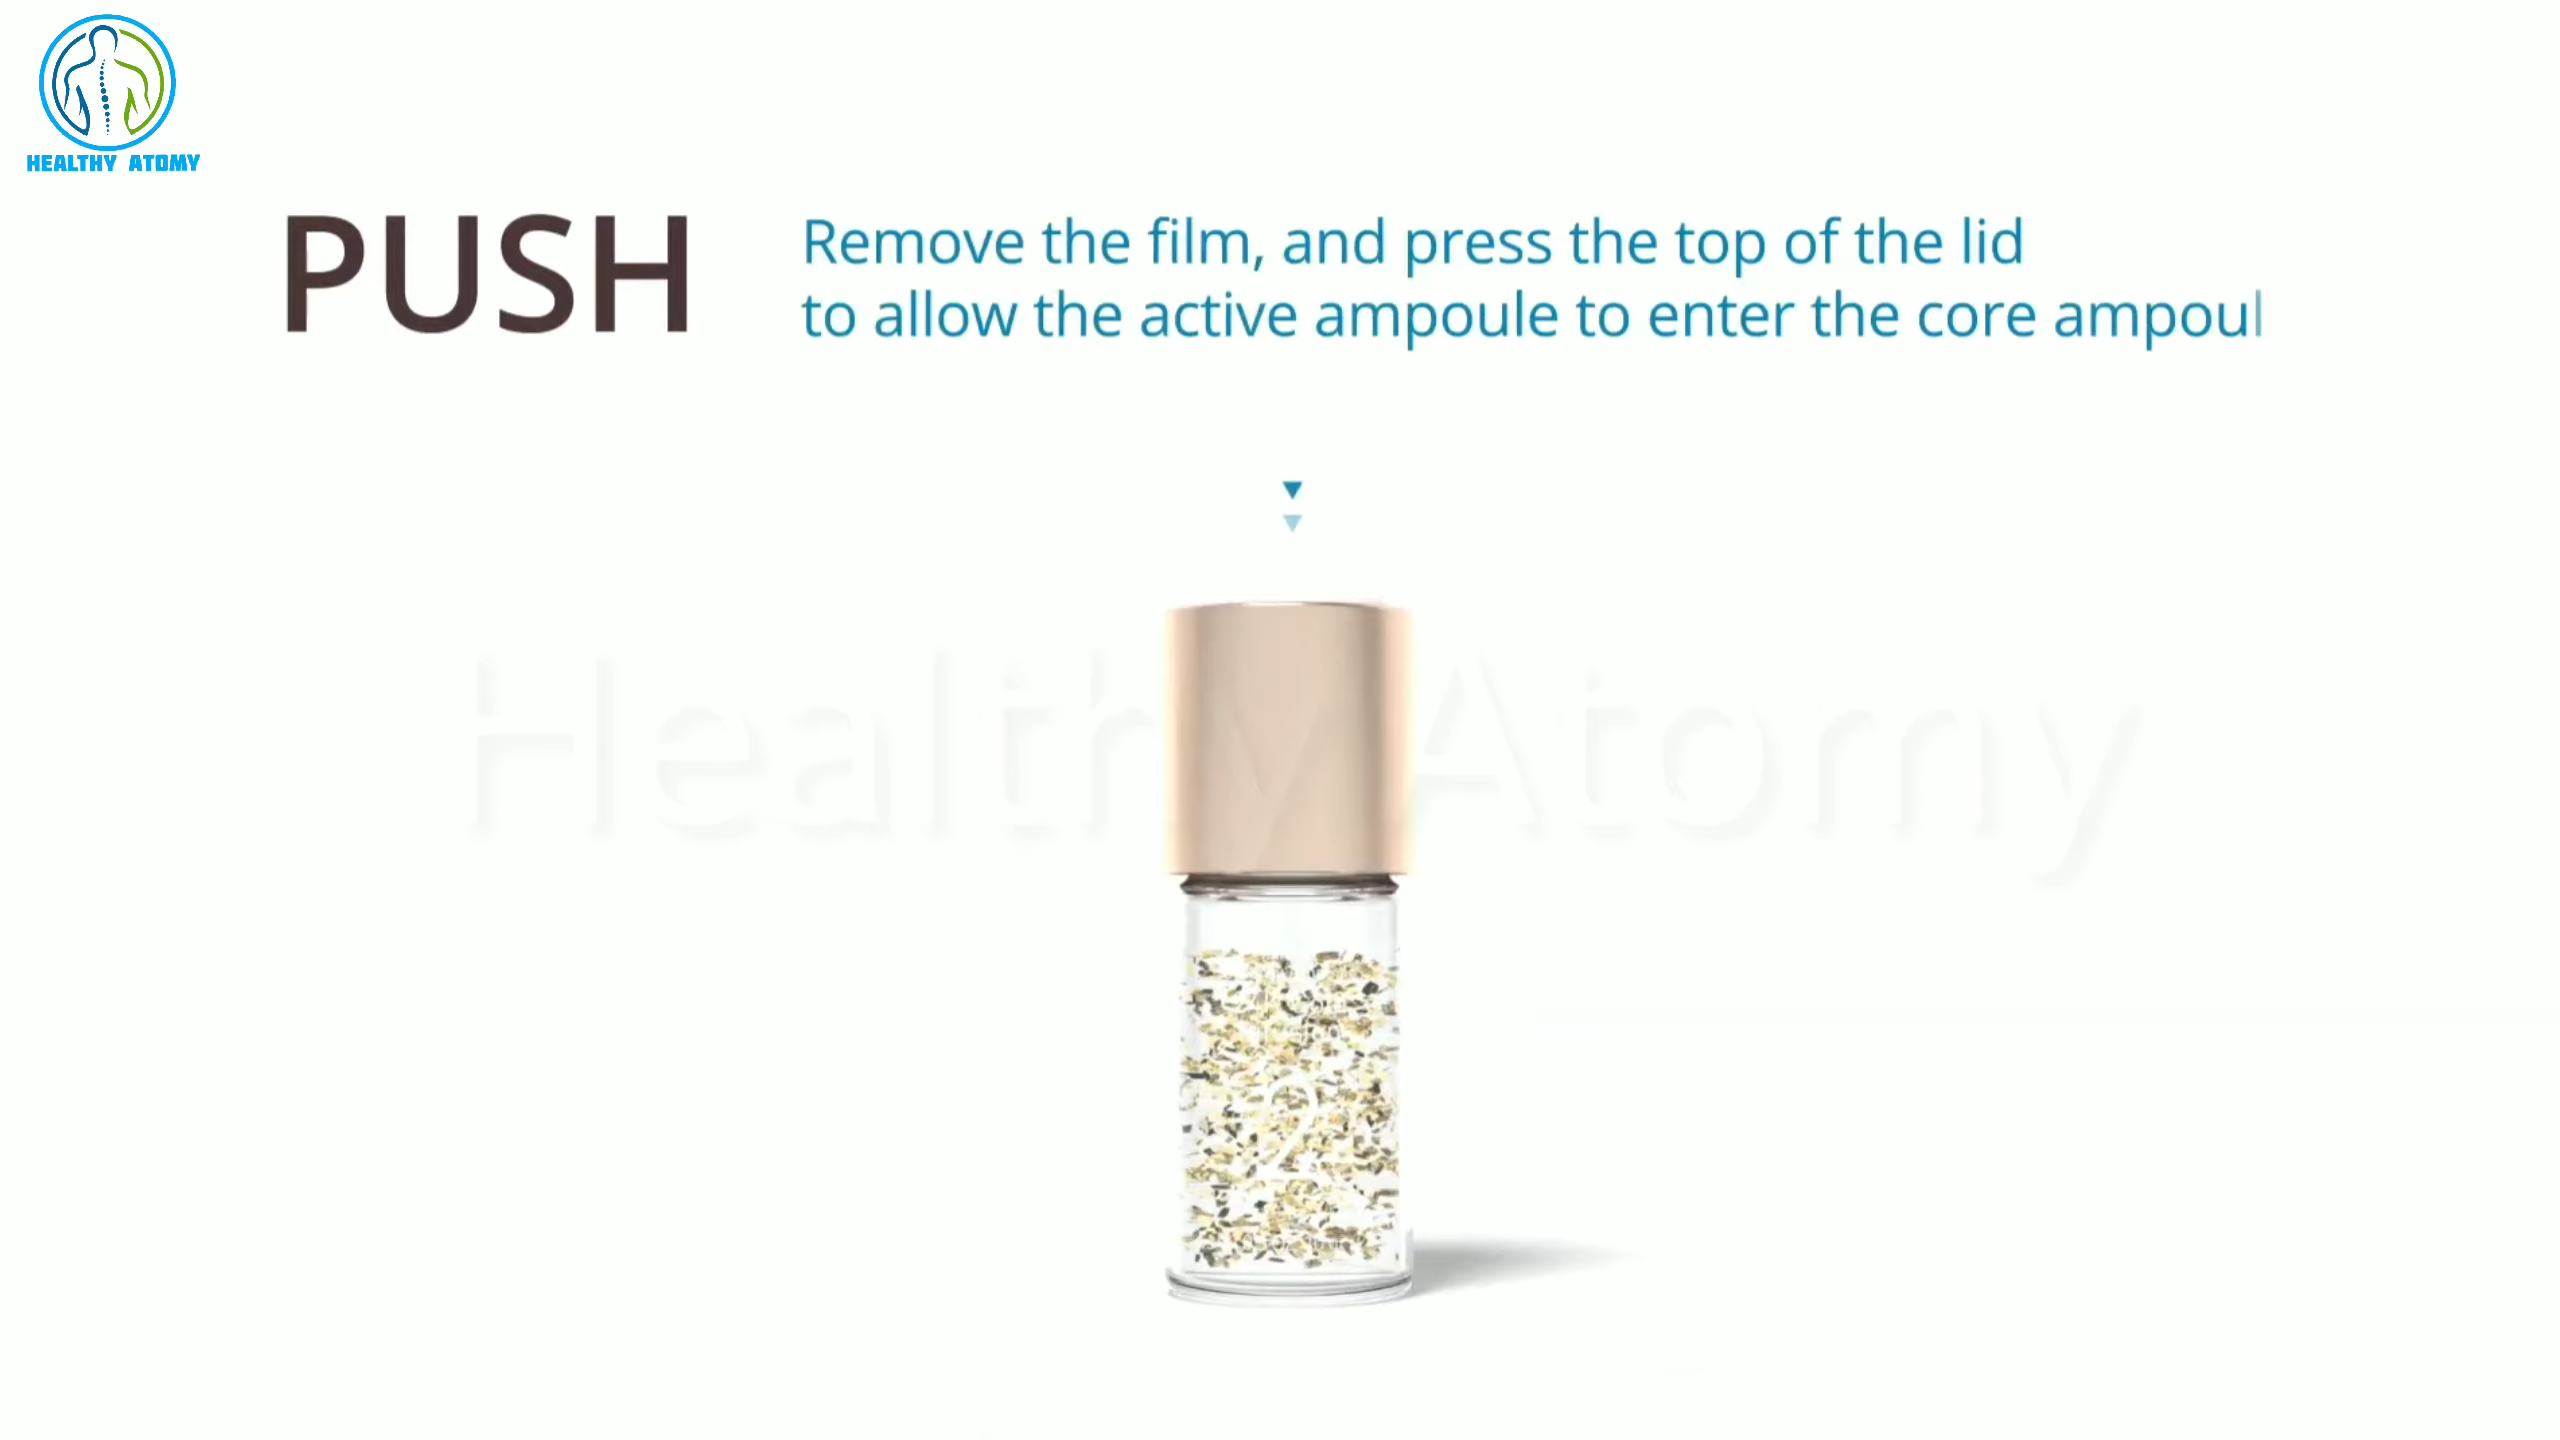 HEALTHY ATOMY
PUSH
Remove the film, and press the top of the lid
to allow the active ampoule to enter the core ampoul
Healthy Atomy
2